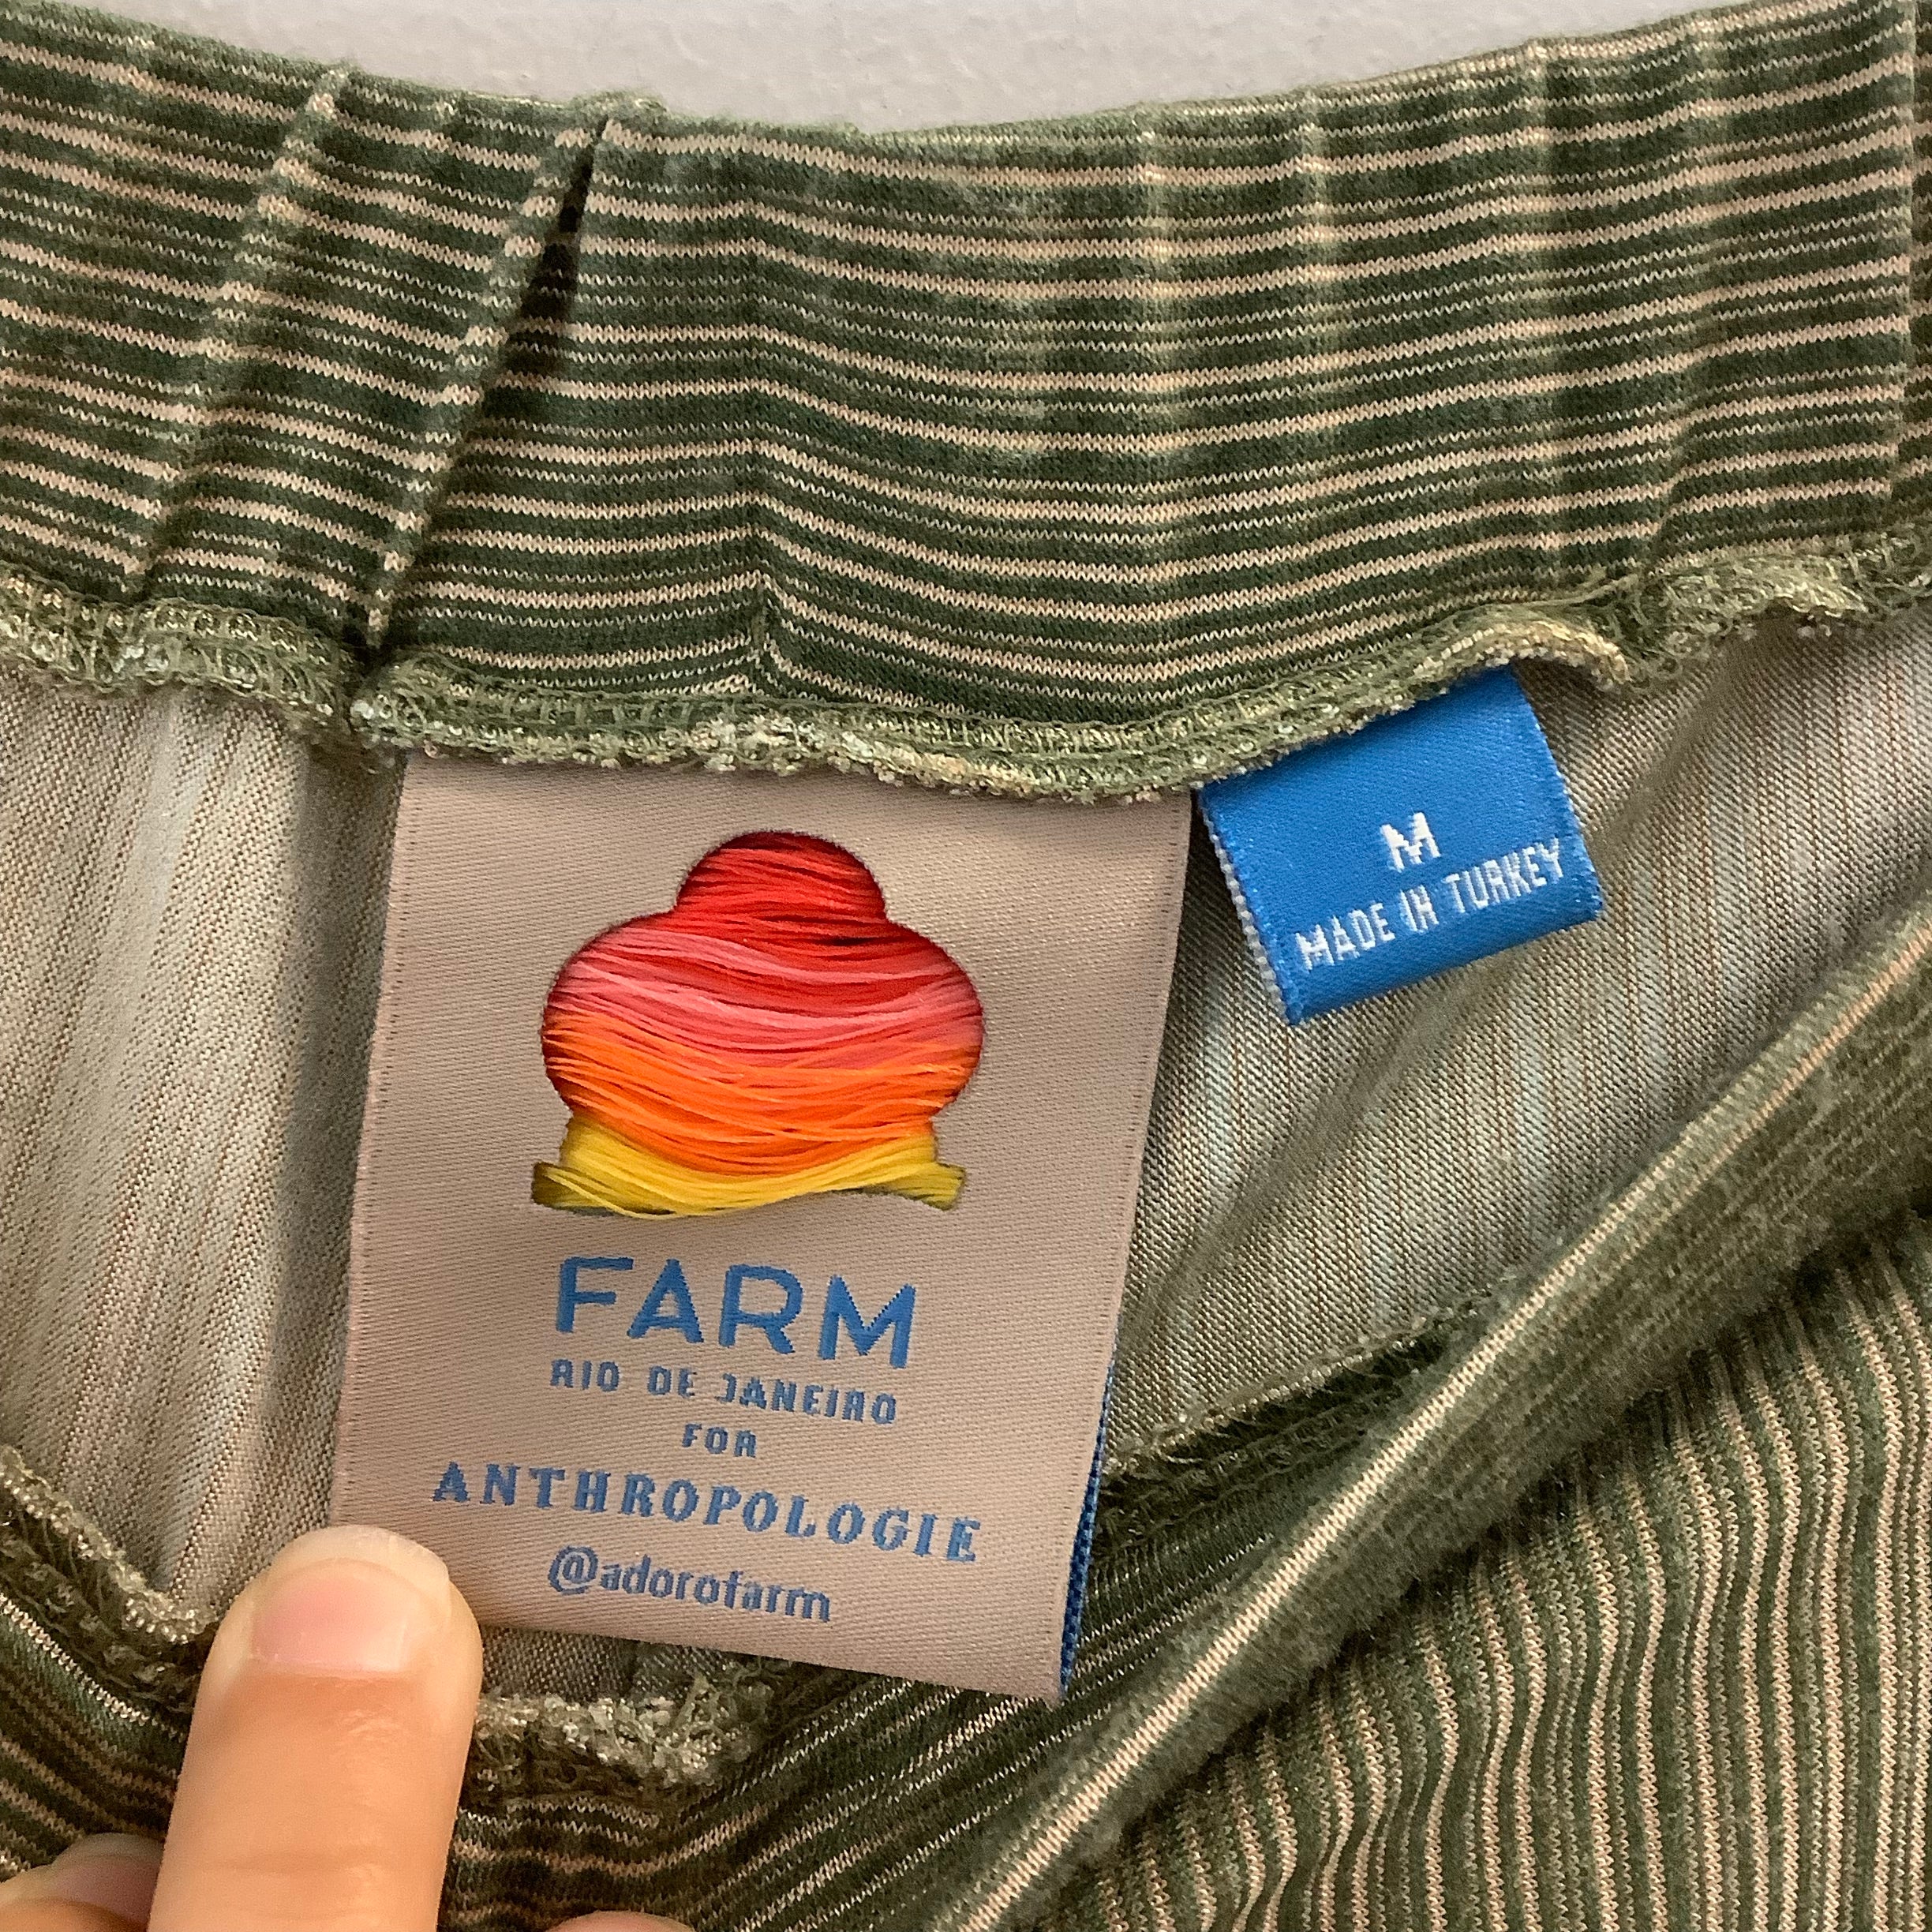 FARM
RIO DE JANEIRO
FOR
ANTHROPOLOGIE
@adorofarm
M
MADE IN TURKEY